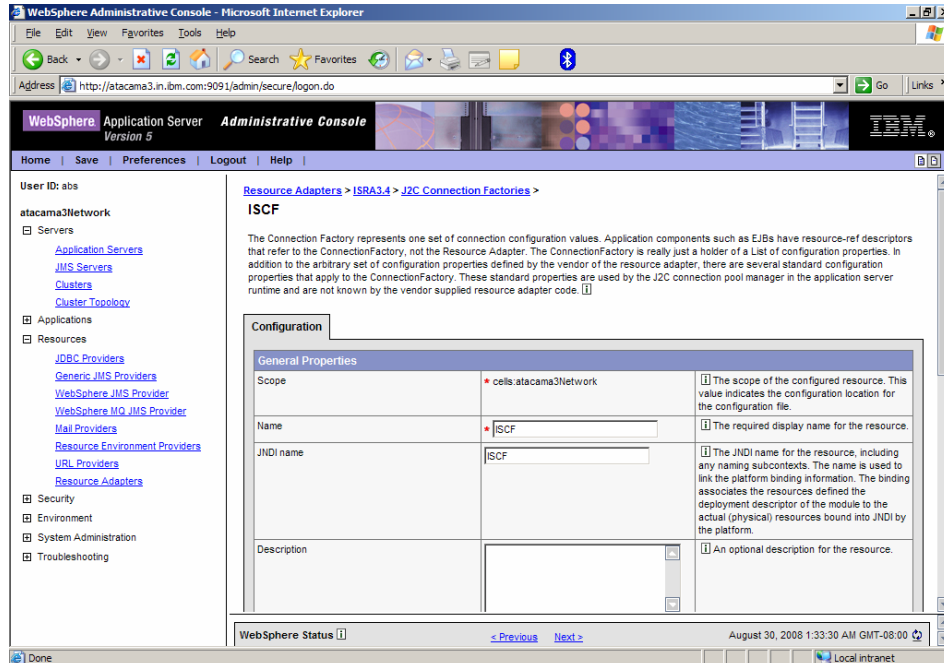 WebSphere Administrative Console - Microsoft Internet Explorer
File Edit View Favorites Tools Help
Back Search Favorites
Address http://atacama3.in.ibm.com:9091/admin/secure/logon.do Go Links
WebSphere Application Server Administrative Console
Version 5
IBM
Home | Save | Preferences | Logout | Help |
User ID: abs
atacama3Network
Servers
Application Servers
JMS Servers
Clusters
Cluster Topology
Applications
Resources
JDBC Providers
Generic JMS Providers
WebSphere JMS Provider
WebSphere MQ JMS Provider
Mail Providers
Resource Environment Providers
URL Providers
Resource Adapters
Security
Environment
System Administration
Troubleshooting
Resource Adapters > ISRA3.4 > J2C Connection Factories >
ISCF
The Connection Factory represents one set of connection configuration values. Application components such as EJBs have resource-ref descriptors
that refer to the ConnectionFactory, not the Resource Adapter. The ConnectionFactory is really just a holder of a List of configuration properties. In
addition to the arbitrary set of configuration properties defined by the vendor of the resource adapter, there are several standard configuration
properties that apply to the ConnectionFactory. These standard properties are used by the J2C connection pool manager in the application server
runtime and are not known by the vendor supplied resource adapter code. i
Configuration
General Properties
Scope
* cells:atacama3Network
i The scope of the configured resource. This
value indicates the configuration location for
the configuration file.
Name
* ISCF
i The required display name for the resource.
JNDI name
ISCF
i The JNDI name for the resource, including
any naming subcontexts. The name is used to
link the platform binding information. The binding
associates the resources defined the
deployment descriptor of the module to the
actual (physical) resources bound into JNDI by
the platform.
Description
i An optional description for the resource.
WebSphere Status i
< Previous Next >
August 30, 2008 1:33:30 AM GMT-08:00
Done
Local intranet